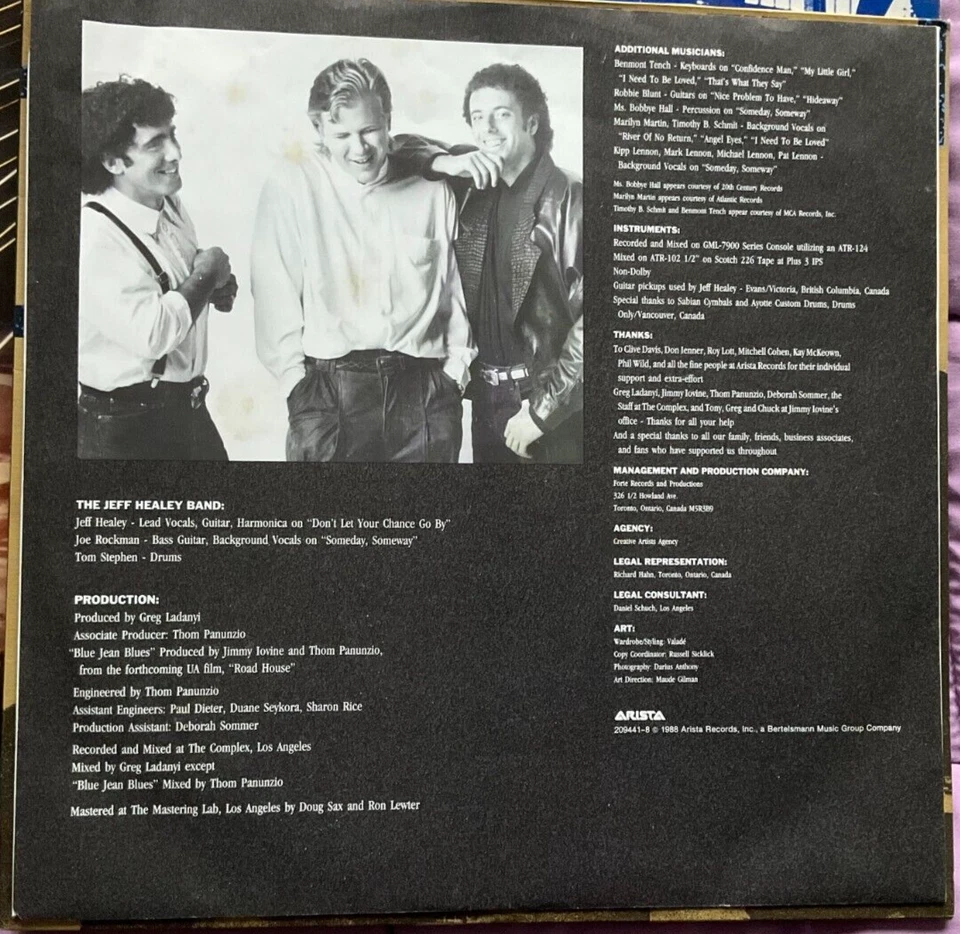 THE JEFF HEALEY BAND:
Jeff Healey - Lead Vocals, Guitar, Harmonica on "Don't Let Your Chance Go By"
Joe Rockman - Bass Guitar, Background Vocals on "Someday, Someway"
Tom Stephen - Drums
PRODUCTION:
Produced by Greg Ladanyi
Associate Producer: Thom Panunzio
"Blue Jean Blues" Produced by Jimmy Iovine and Thom Panunzio,
from the forthcoming UA film, "Road House"
Engineered by Thom Panunzio
Assistant Engineers: Paul Dieter, Duane Seykora, Sharon Rice
Production Assistant: Deborah Sommer
Recorded and Mixed at The Complex, Los Angeles
Mixed by Greg Ladanyi except
"Blue Jean Blues" Mixed by Thom Panunzio
Mastered at The Mastering Lab, Los Angeles by Doug Sax and Ron Lewter
ADDITIONAL MUSICIANS:
Benmont Tench - Keyboards on "Confidence Man," "My Little Girl,"
"I Need To Be Loved," "That's What They Say"
Robbie Blunt - Guitars on "Nice Problem To Have," "Hideaway"
Ms. Bobbye Hall - Percussion on "Someday, Someway"
Marilyn Martin, Timothy B. Schmit - Background Vocals on
"River Of No Return," "Angel Eyes," "I Need To Be Loved"
Kipp Lennon, Mark Lennon, Michael Lennon, Pat Lennon -
Background Vocals on "Someday, Someway"
Ms. Bobbye Hall appears courtesy of 20th Century Records
Marilyn Martin appears courtesy of Atlantic Records
Timothy B. Schmit and Benmont Tench appear courtesy of MCA Records, Inc.
INSTRUMENTS:
Recorded and Mixed on GML-7900 Series Console utilizing an ATR-124
Mixed on ATR-102 1/2" on Scotch 226 Tape at Plus 3 IPS
Non-Dolby
Guitar pickups used by Jeff Healey - Evans/Victoria, British Columbia, Canada
Special thanks to Sabian Cymbals and Ayotte Custom Drums, Drums
Only/Vancouver, Canada
THANKS:
To Clive Davis, Don Ienner, Roy Lott, Mitchell Cohen, Kay McKeown,
Phil Wild, and all the fine people at Arista Records for their individual
support and extra-effort
Greg Ladanyi, Jimmy Iovine, Thom Panunzio, Deborah Sommer, the
Staff at The Complex, and Tony, Greg and Chuck at Jimmy Iovine's
office - Thanks for all your help
And a special thanks to all our family, friends, business associates,
and fans who have supported us throughout
MANAGEMENT AND PRODUCTION COMPANY:
Forte Records and Productions
326 1/2 Howland Ave.
Toronto, Ontario, Canada M5R3B9
AGENCY:
Creative Artists Agency
LEGAL REPRESENTATION:
Richard Hahn, Toronto, Ontario, Canada
LEGAL CONSULTANT:
Daniel Schuch, Los Angeles
ART:
Wardrobe/Styling: Valadé
Copy Coordinator: Russell Sicklick
Photography: Darius Anthony
Art Direction: Maude Gilman
ARISTA
209441-8 © 1988 Arista Records, Inc., a Bertelsmann Music Group Company